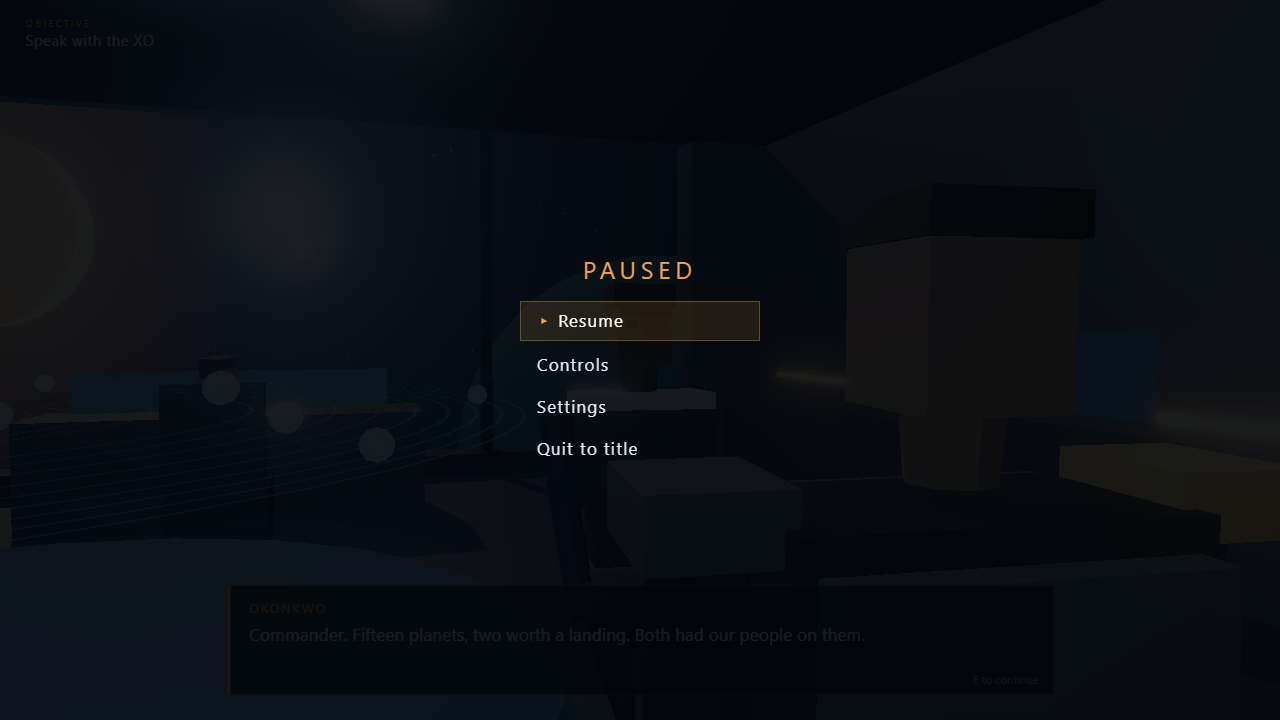 OBJECTIVE
Speak with the XO
PAUSED
Resume
Controls
Settings
Quit to title
OKONKWO
Commander. Fifteen planets, two worth a landing. Both had our people on them.
E to continue